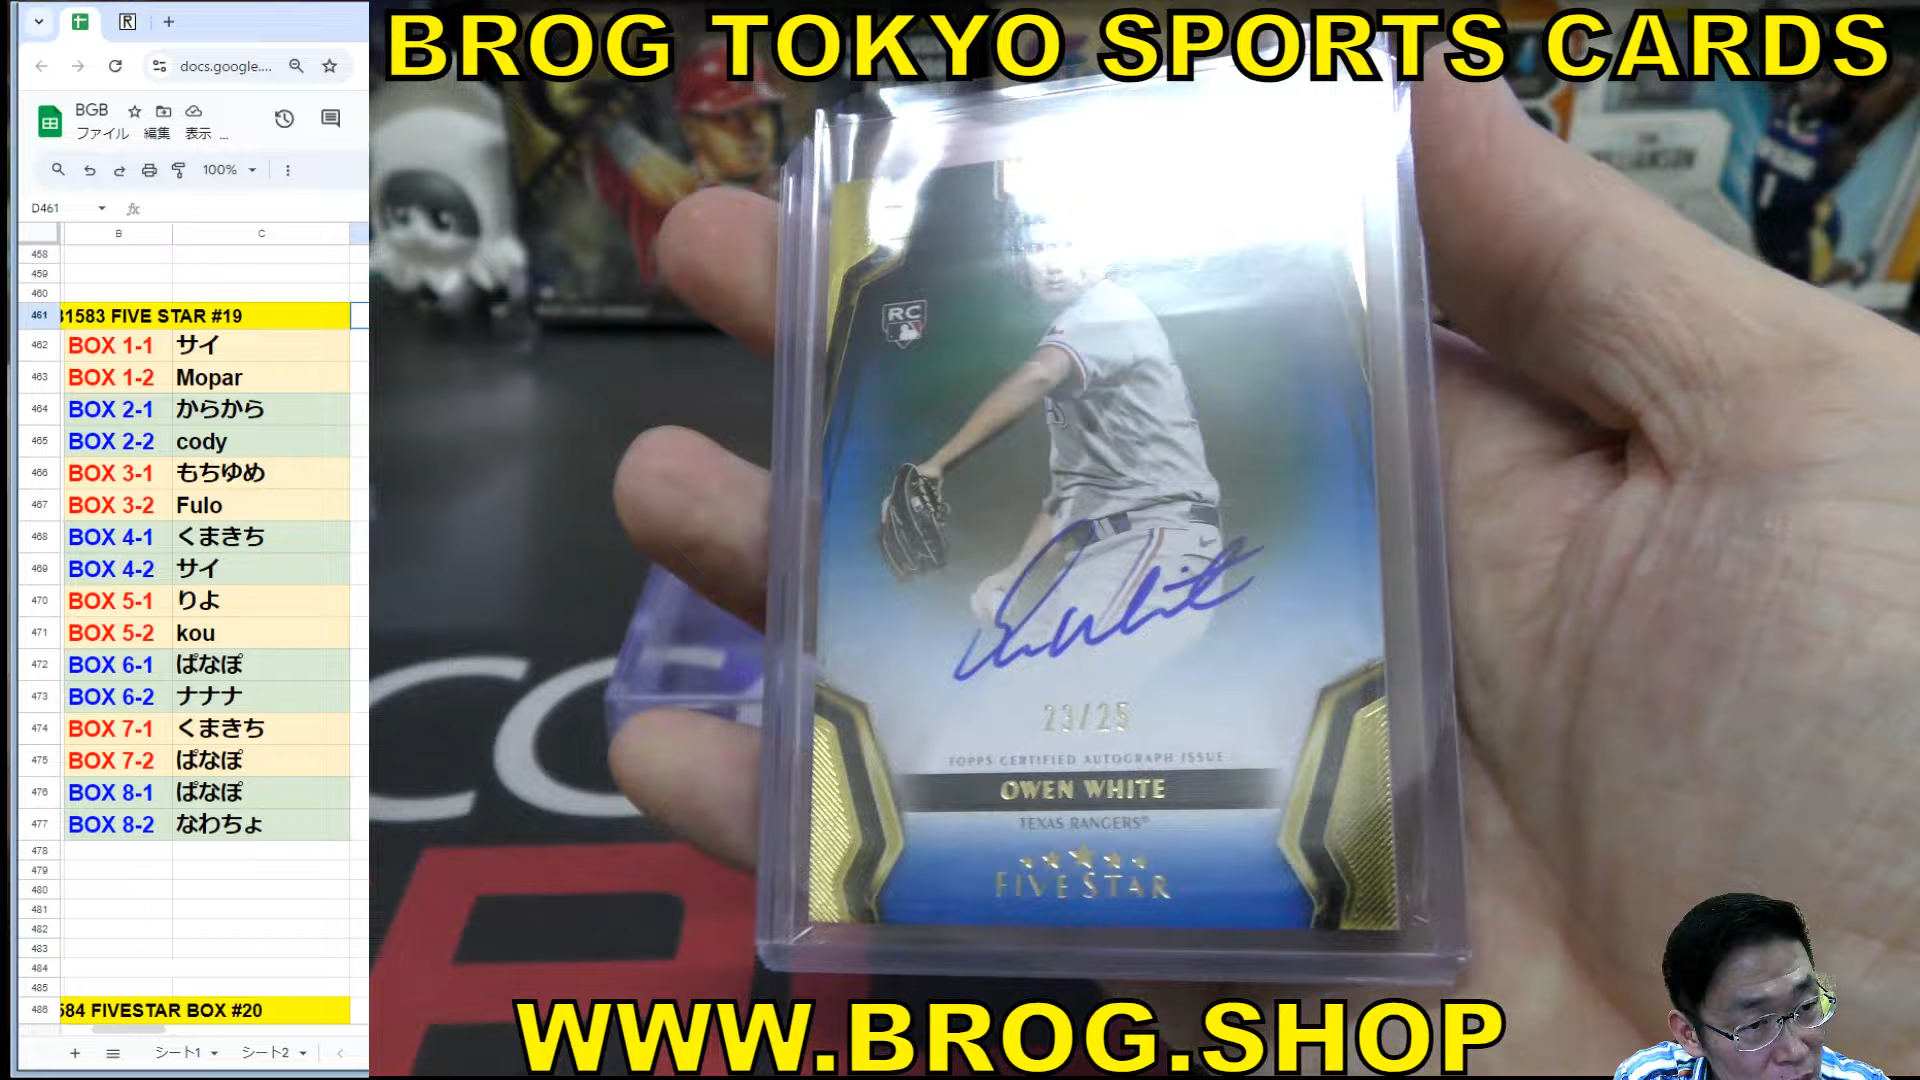 BROG TOKYO SPORTS CARDS
docs.google....
BGB
ファイル 編集 表示 ...
100%
D461
fx
B C
458
459
460
461 1583 FIVE STAR #19
462 BOX 1-1 サイ
463 BOX 1-2 Mopar
464 BOX 2-1 からから
465 BOX 2-2 cody
466 BOX 3-1 もちゆめ
467 BOX 3-2 Fulo
468 BOX 4-1 くまきち
469 BOX 4-2 サイ
470 BOX 5-1 りよ
471 BOX 5-2 kou
472 BOX 6-1 ぱなぽ
473 BOX 6-2 ナナナ
474 BOX 7-1 くまきち
475 BOX 7-2 ぱなぽ
476 BOX 8-1 ぱなぽ
477 BOX 8-2 なわちょ
478
479
480
481
482
483
484
485
486 584 FIVESTAR BOX #20
シート1 シート2
RC
23/25
TOPPS CERTIFIED AUTOGRAPH ISSUE
OWEN WHITE
TEXAS RANGERS®
FIVE STAR
WWW.BROG.SHOP